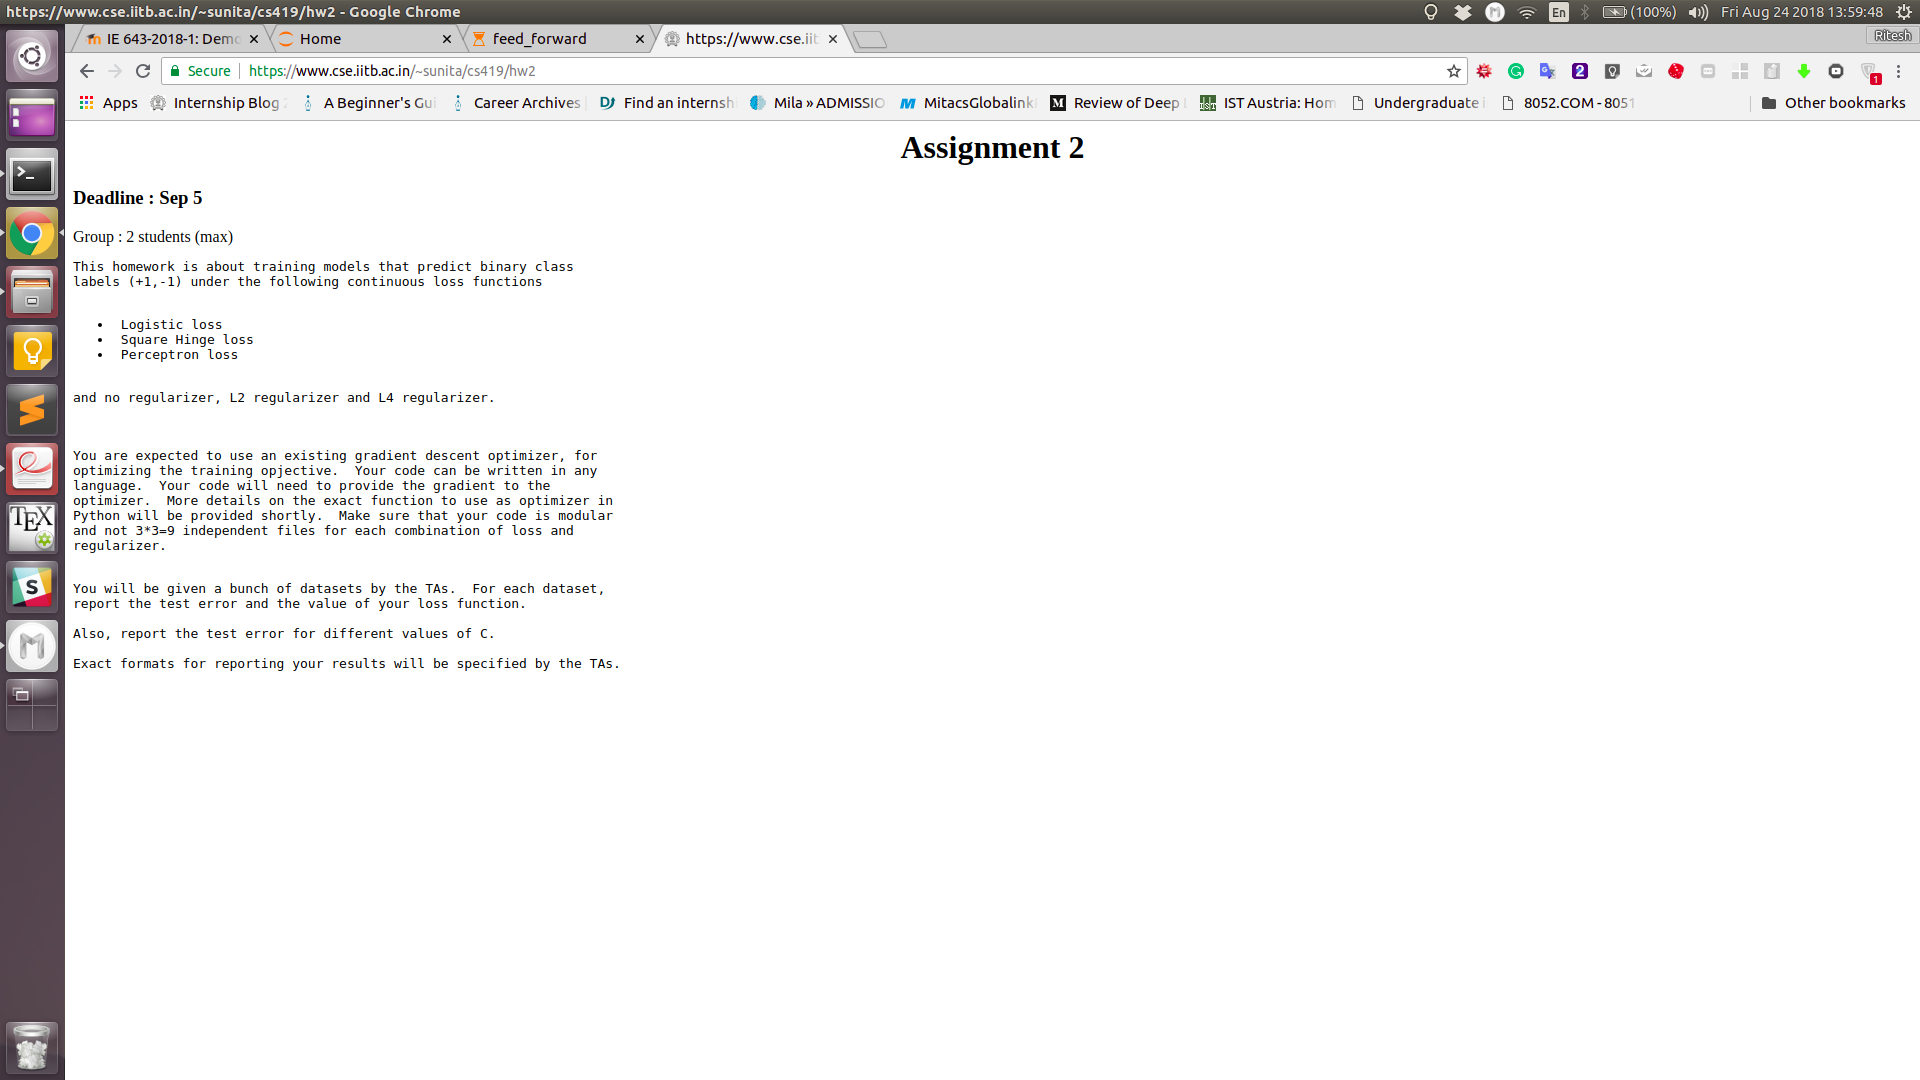 https://www.cse.iitb.ac.in/~sunita/cs419/hw2 - Google Chrome
En
(100%)
Fri Aug 24 2018 13:59:48
IE 643-2018-1: Demo
Home
feed_forward
https://www.cse.iit
Ritesh
Secure
https://www.cse.iitb.ac.in/~sunita/cs419/hw2
Apps
Internship Blog
A Beginner's Gui
Career Archives
Find an internsh
Mila » ADMISSIO
MitacsGlobalink
Review of Deep
IST Austria: Hom
Undergraduate
8052.COM - 8051
Other bookmarks
Assignment 2
Deadline : Sep 5
Group : 2 students (max)
This homework is about training models that predict binary class
labels (+1,-1) under the following continuous loss functions
• Logistic loss
• Square Hinge loss
• Perceptron loss
and no regularizer, L2 regularizer and L4 regularizer.
You are expected to use an existing gradient descent optimizer, for
optimizing the training opjective.  Your code can be written in any
language.  Your code will need to provide the gradient to the
optimizer.  More details on the exact function to use as optimizer in
Python will be provided shortly.  Make sure that your code is modular
and not 3*3=9 independent files for each combination of loss and
regularizer.
You will be given a bunch of datasets by the TAs.  For each dataset,
report the test error and the value of your loss function.
Also, report the test error for different values of C.
Exact formats for reporting your results will be specified by the TAs.
TEX
S